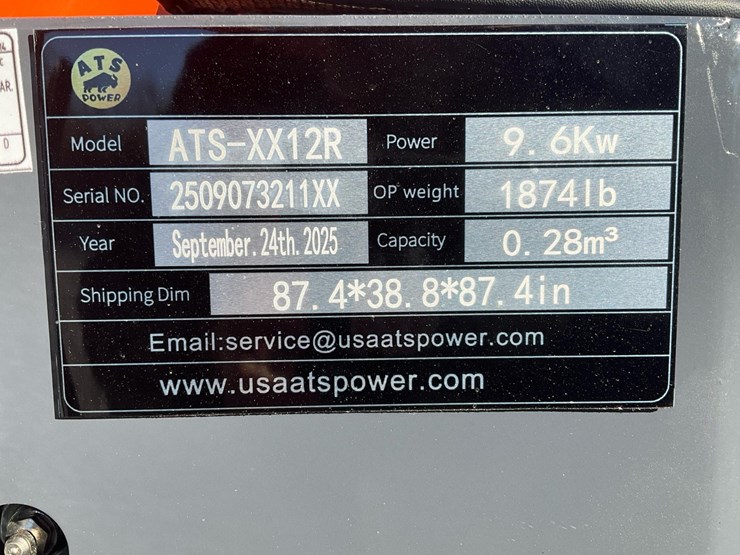 ATS
POWER
Model ATS-XX12R Power 9.6Kw
Serial NO. 2509073211XX OP weight 1874lb
Year September.24th.2025 Capacity 0.28m³
Shipping Dim 87.4*38.8*87.4in
Email:service@usaatspower.com
www.usaatspower.com
AR.
D